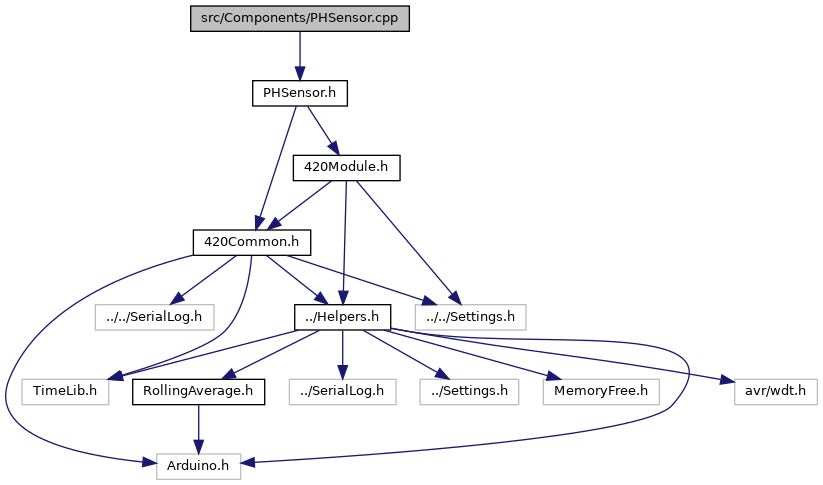 src/Components/PHSensor.cpp
PHSensor.h
420Module.h
420Common.h
../../SerialLog.h
../Helpers.h
../../Settings.h
TimeLib.h
RollingAverage.h
../SerialLog.h
../Settings.h
MemoryFree.h
avr/wdt.h
Arduino.h